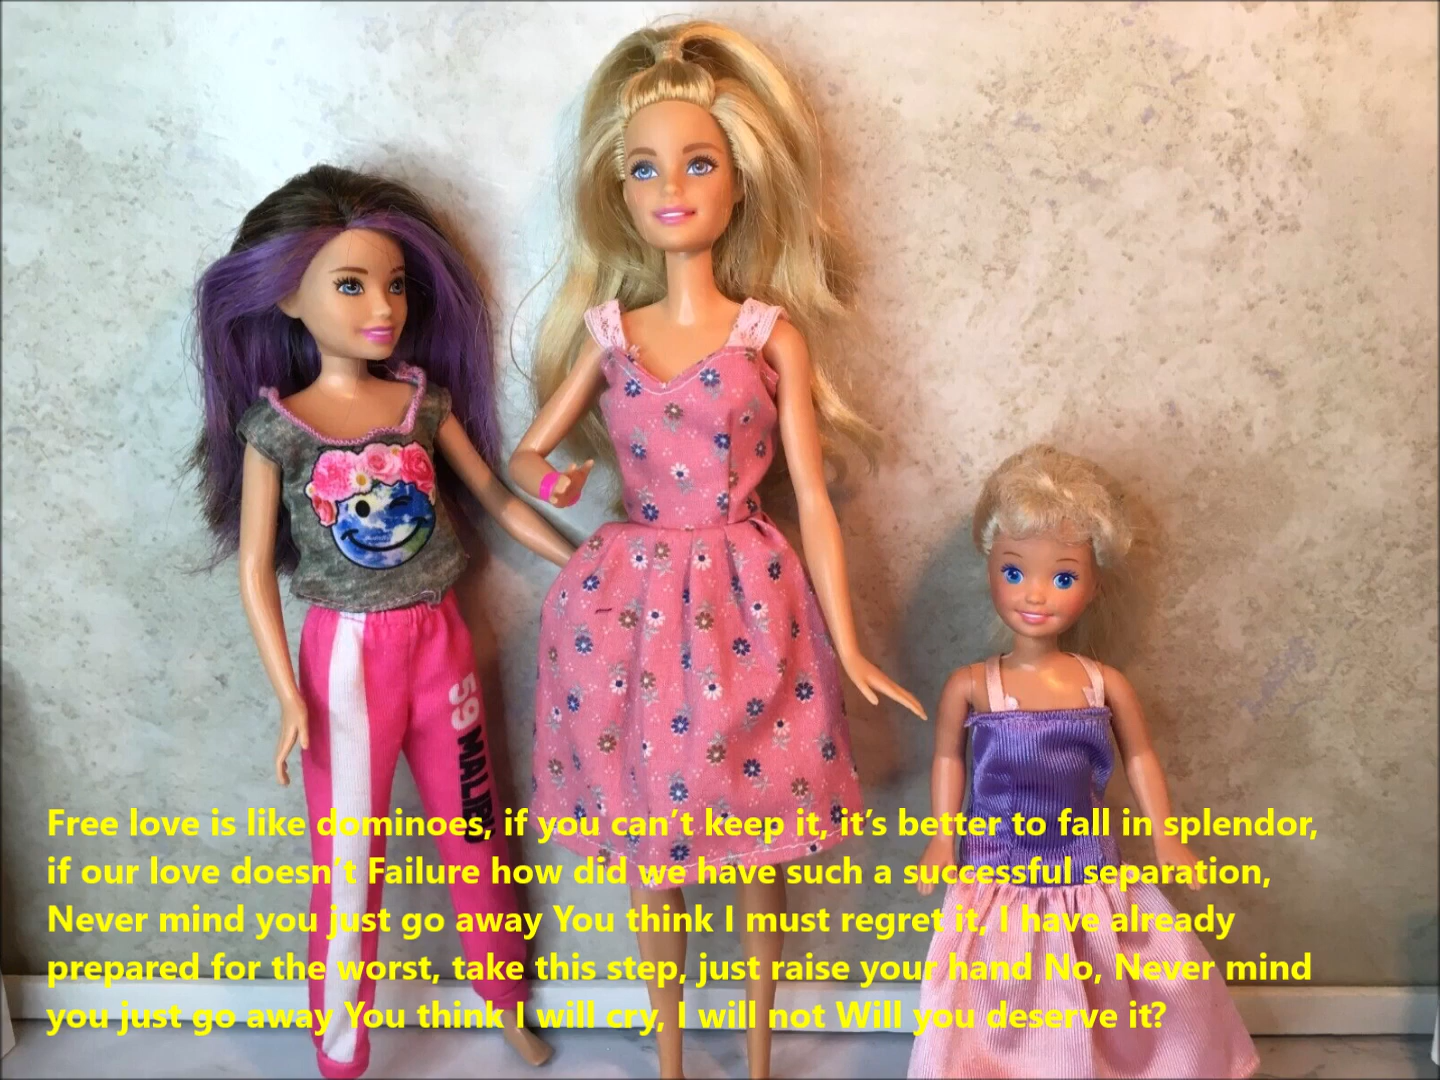 59 MALIBU
Free love is like dominoes, if you can’t keep it, it’s better to fall in splendor,
if our love doesn’t Failure how did we have such a successful separation,
Never mind you just go away You think I must regret it, I have already
prepared for the worst, take this step, just raise your hand No, Never mind
you just go away You think I will cry, I will not Will you deserve it?